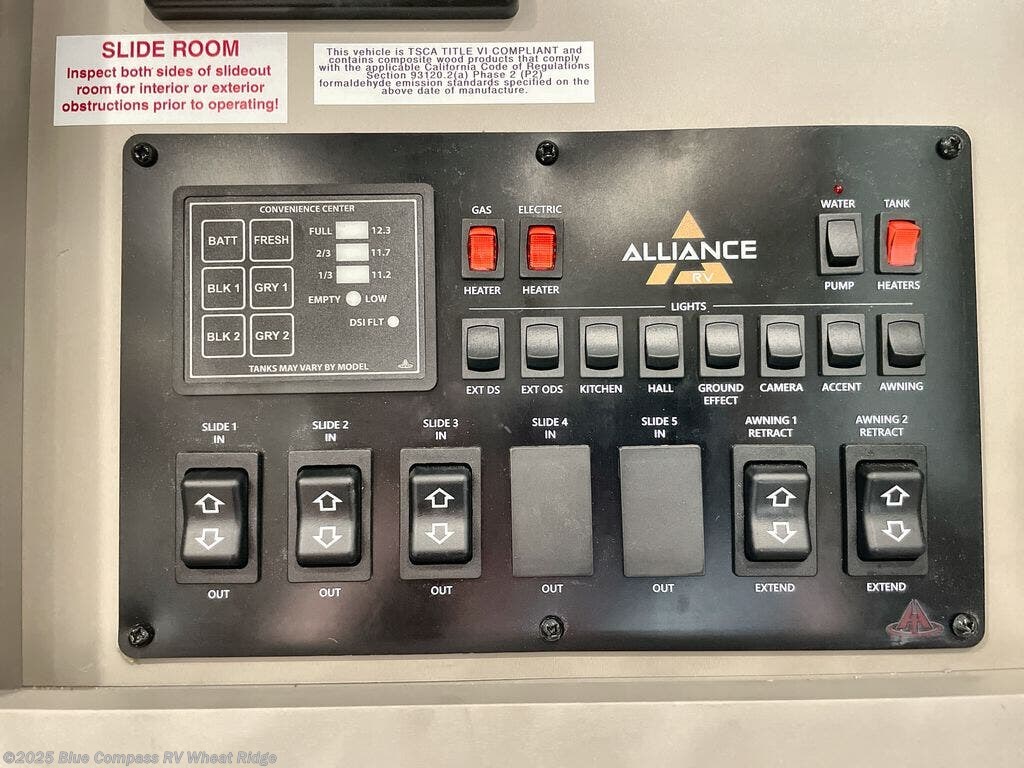 SLIDE ROOM
Inspect both sides of slideout
room for interior or exterior
obstructions prior to operating!
This vehicle is TSCA TITLE VI COMPLIANT and
contains composite wood products that comply
with the applicable California Code of Regulations
Section 93120.2(a) Phase 2 (P2)
formaldehyde emission standards specified on the
above date of manufacture.
CONVENIENCE CENTER
BATT FRESH
BLK 1 GRY 1
BLK 2 GRY 2
FULL 12.3
2/3 11.7
1/3 11.2
EMPTY LOW
DSI FLT
TANKS MAY VARY BY MODEL
GAS ELECTRIC
HEATER HEATER
ALLIANCE
RV
WATER TANK
PUMP HEATERS
LIGHTS
EXT DS EXT ODS KITCHEN HALL GROUND CAMERA ACCENT AWNING
EFFECT
SLIDE 1 SLIDE 2 SLIDE 3 SLIDE 4 SLIDE 5 AWNING 1 AWNING 2
IN IN IN IN IN RETRACT RETRACT
OUT OUT OUT OUT OUT EXTEND EXTEND
©2025 Blue Compass RV Wheat Ridge